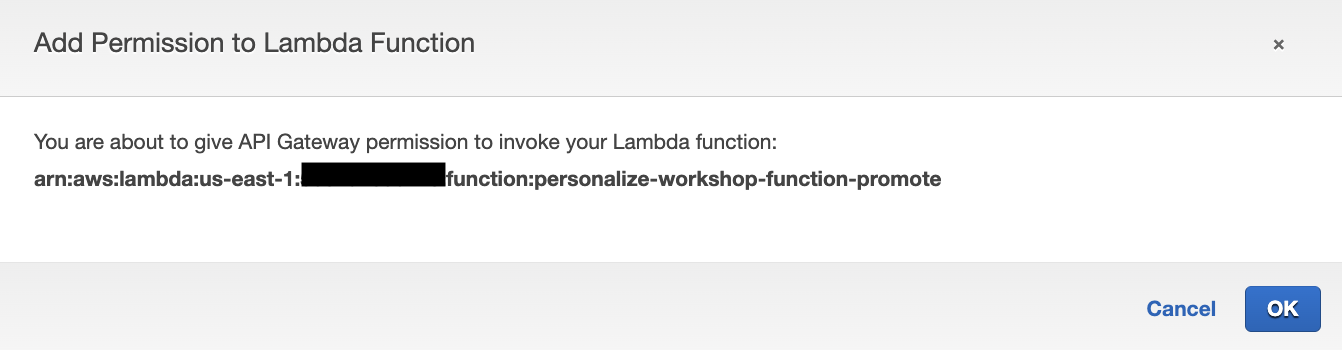 Add Permission to Lambda Function
×
You are about to give API Gateway permission to invoke your Lambda function:
arn:aws:lambda:us-east-1: function:personalize-workshop-function-promote
Cancel OK